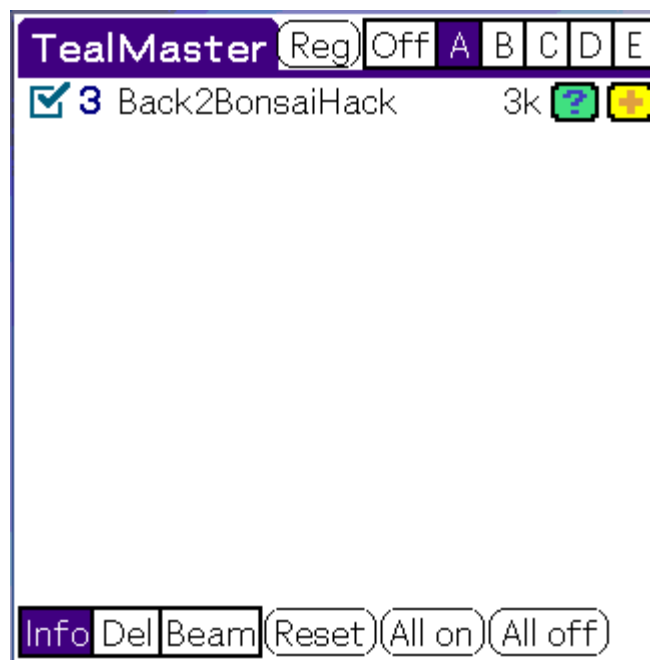 TealMaster Reg Off A B C D E
3 Back2BonsaiHack 3k ? +
Info Del Beam Reset All on All off